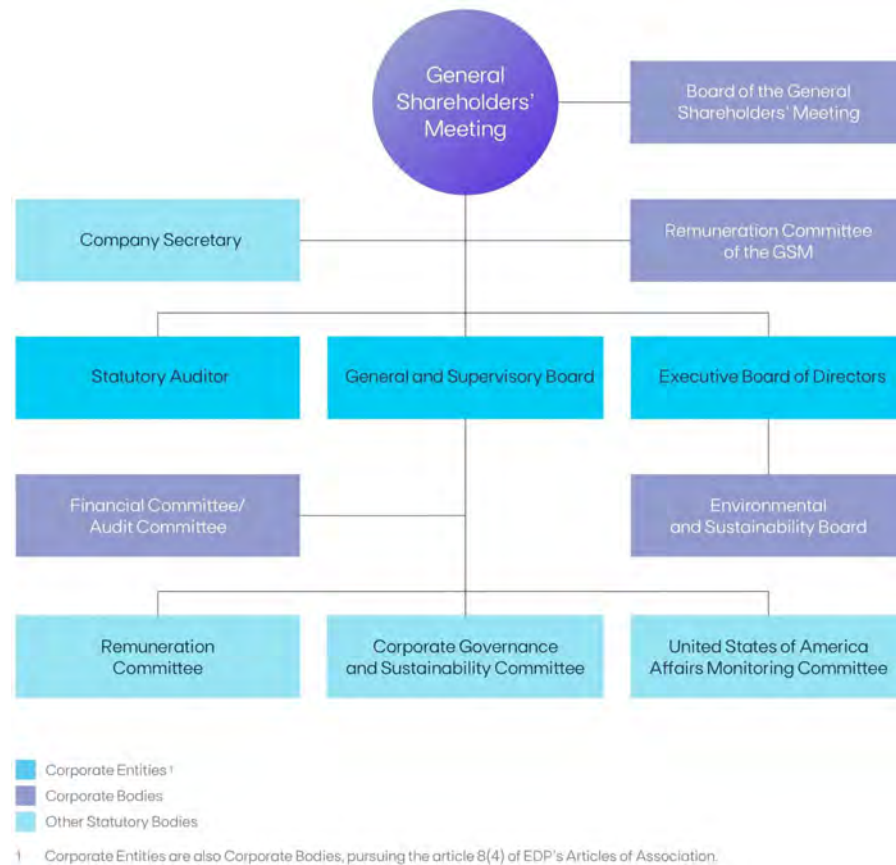 General
Shareholders'
Meeting
Board of the General
Shareholders' Meeting
Company Secretary
Remuneration Committee
of the GSM
Statutory Auditor
General and Supervisory Board
Executive Board of Directors
Financial Committee/
Audit Committee
Environmental
and Sustainability Board
Remuneration
Committee
Corporate Governance
and Sustainability Committee
United States of America
Affairs Monitoring Committee
Corporate Entities ¹
Corporate Bodies
Other Statutory Bodies
1 Corporate Entities are also Corporate Bodies, pursuing the article 8(4) of EDP's Articles of Association.